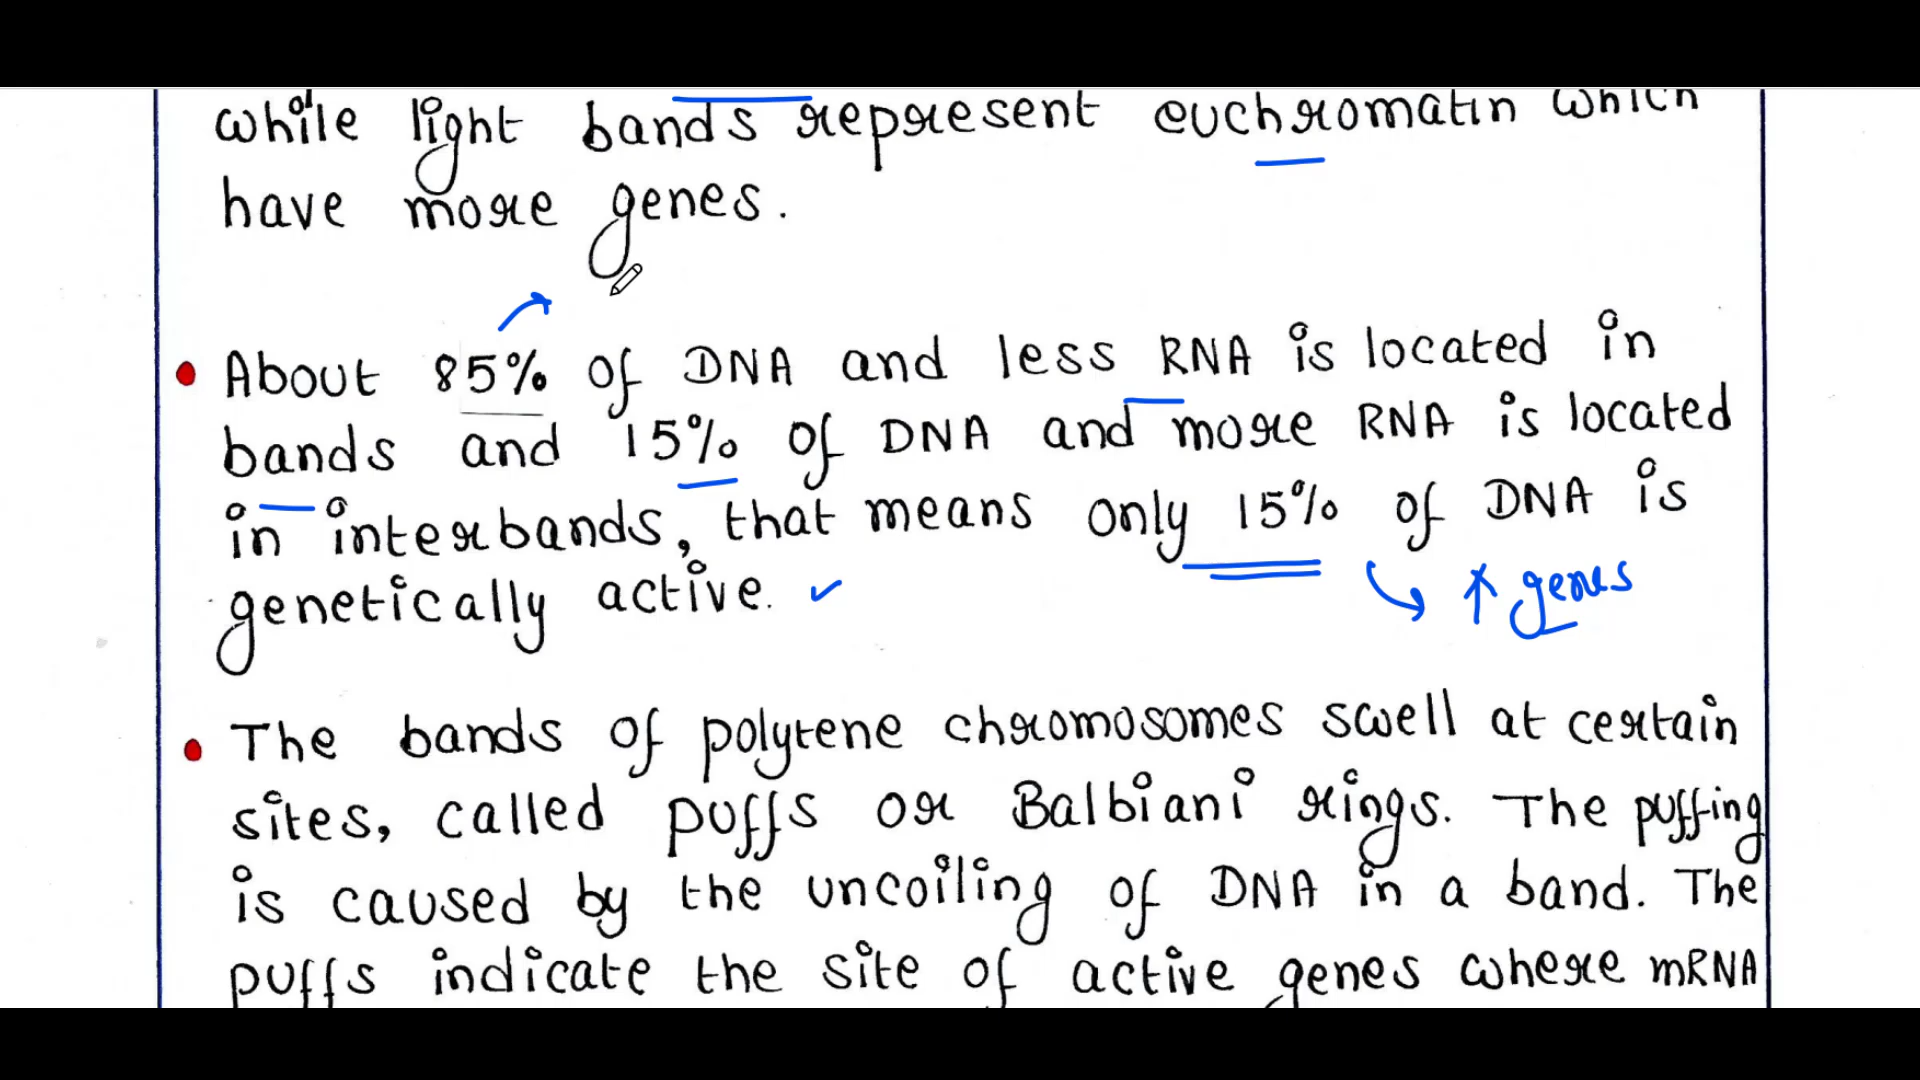 while light bands represent euchromatin which
have more genes.
• About 85% of DNA and less RNA is located in
bands and 15% of DNA and more RNA is located
in interbands, that means only 15% of DNA is
genetically active.
↑ genes
• The bands of polytene chromosomes swell at certain
sites, called puffs or Balbiani rings. The puffing
is caused by the uncoiling of DNA in a band. The
puffs indicate the site of active genes where mRNA